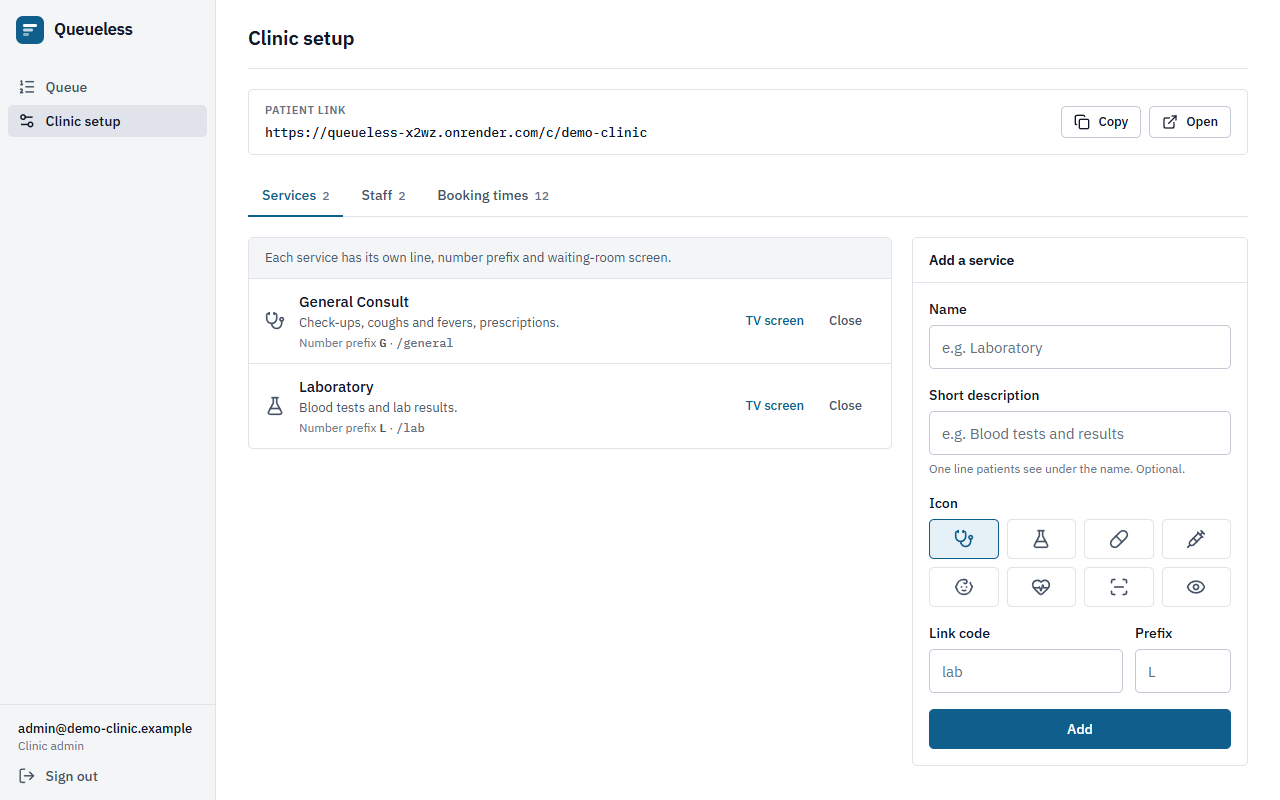 Queueless
Queue
Clinic setup
admin@demo-clinic.example
Clinic admin
Sign out
Clinic setup
PATIENT LINK
https://queueless-x2wz.onrender.com/c/demo-clinic
Copy
Open
Services 2
Staff 2
Booking times 12
Each service has its own line, number prefix and waiting-room screen.
General Consult
Check-ups, coughs and fevers, prescriptions.
Number prefix G · /general
TV screen
Close
Laboratory
Blood tests and lab results.
Number prefix L · /lab
TV screen
Close
Add a service
Name
e.g. Laboratory
Short description
e.g. Blood tests and results
One line patients see under the name. Optional.
Icon
Link code
Prefix
lab
L
Add